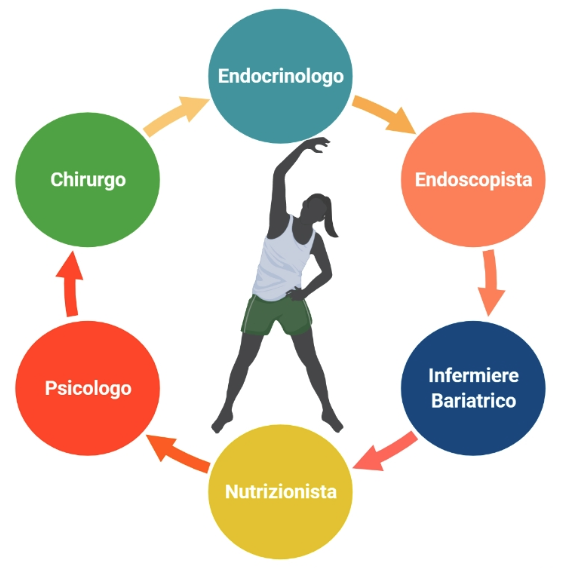 Endocrinologo
Endoscopista
Infermiere
Bariatrico
Nutrizionista
Psicologo
Chirurgo